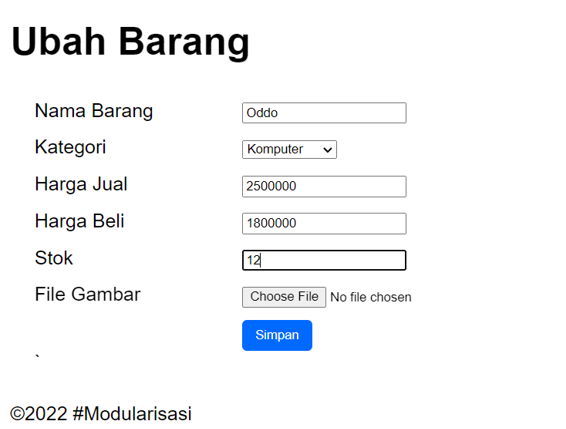 Ubah Barang
Nama Barang Oddo
Kategori Komputer
Harga Jual 2500000
Harga Beli 1800000
Stok 12
File Gambar Choose File No file chosen
Simpan
`
©2022 #Modularisasi